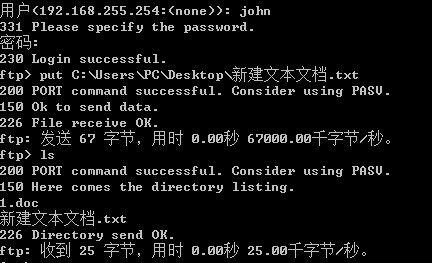 用户(192.168.255.254:(none)): john
331 Please specify the password.
密码:
230 Login successful.
ftp> put C:\Users\PC\Desktop\新建文本文档.txt
200 PORT command successful. Consider using PASV.
150 Ok to send data.
226 File receive OK.
ftp: 发送 67 字节，用时 0.00秒 67000.00千字节/秒。
ftp> ls
200 PORT command successful. Consider using PASV.
150 Here comes the directory listing.
1.doc
新建文本文档.txt
226 Directory send OK.
ftp: 收到 25 字节，用时 0.00秒 25.00千字节/秒。